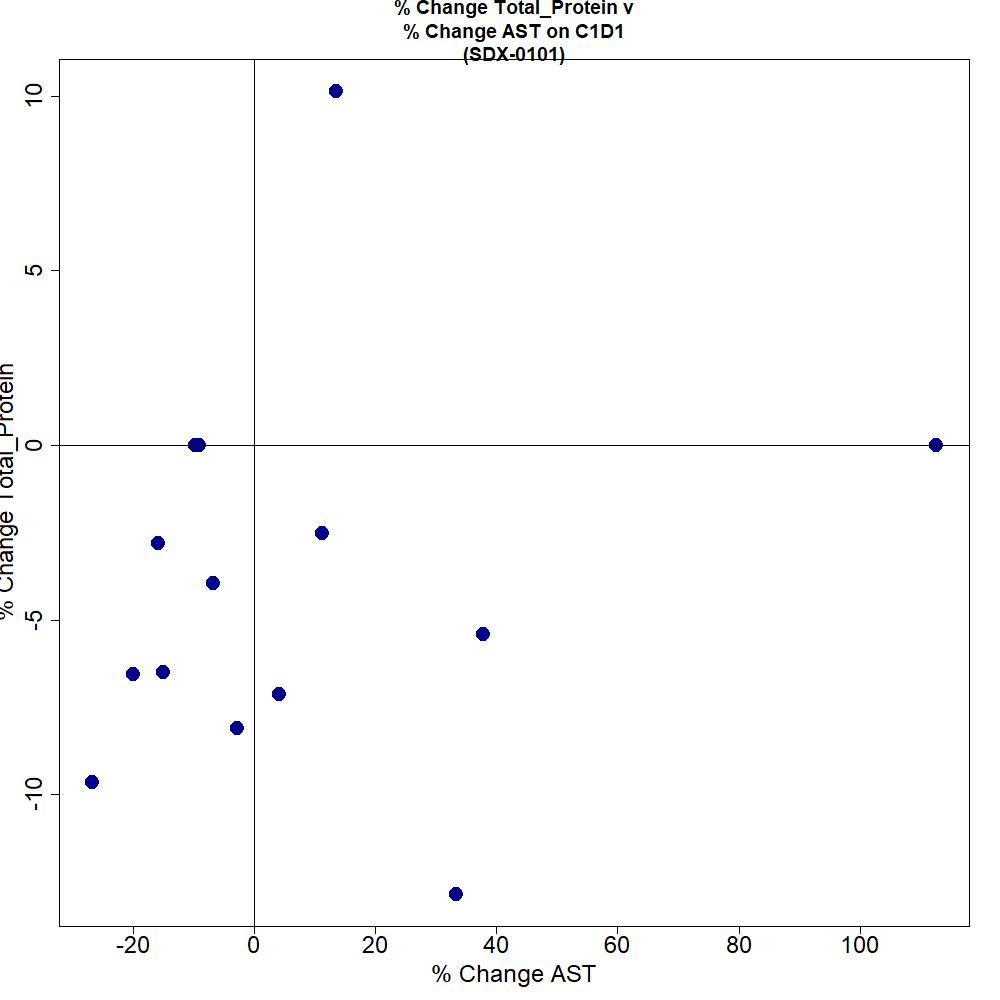 % Change Total_Protein v
% Change AST on C1D1
(SDX-0101)
% Change Total_Protein
10
5
0
-5
-10
-20
0
20
40
60
80
100
% Change AST